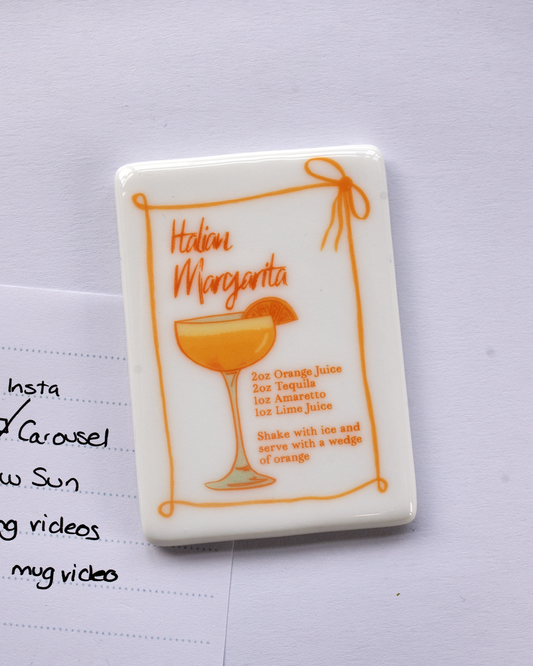 Italian
Margarita
2oz Orange Juice
2oz Tequila
1oz Amaretto
1oz Lime Juice
Shake with ice and
serve with a wedge
of orange
Insta
Carousel
Sun
videos
mug video